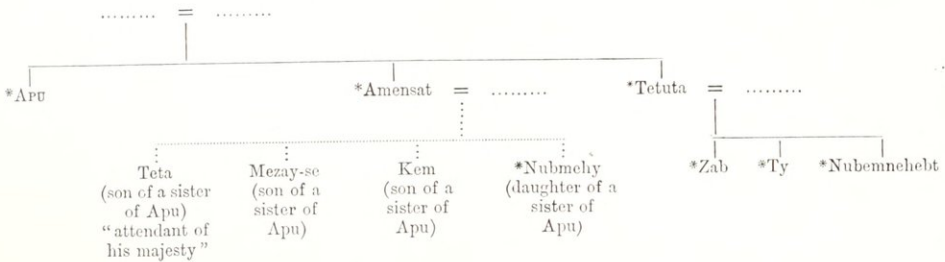 ......... = .........
*APU *Amensat = ......... *Tetuta = .........
Teta Mezay-se Kem *Nubmehy *Zab *Ty *Nubemnehebt
(son of a sister (son of a (son of a (daughter of a
of Apu) sister of sister of sister of
"attendant of Apu) Apu) Apu)
his majesty"